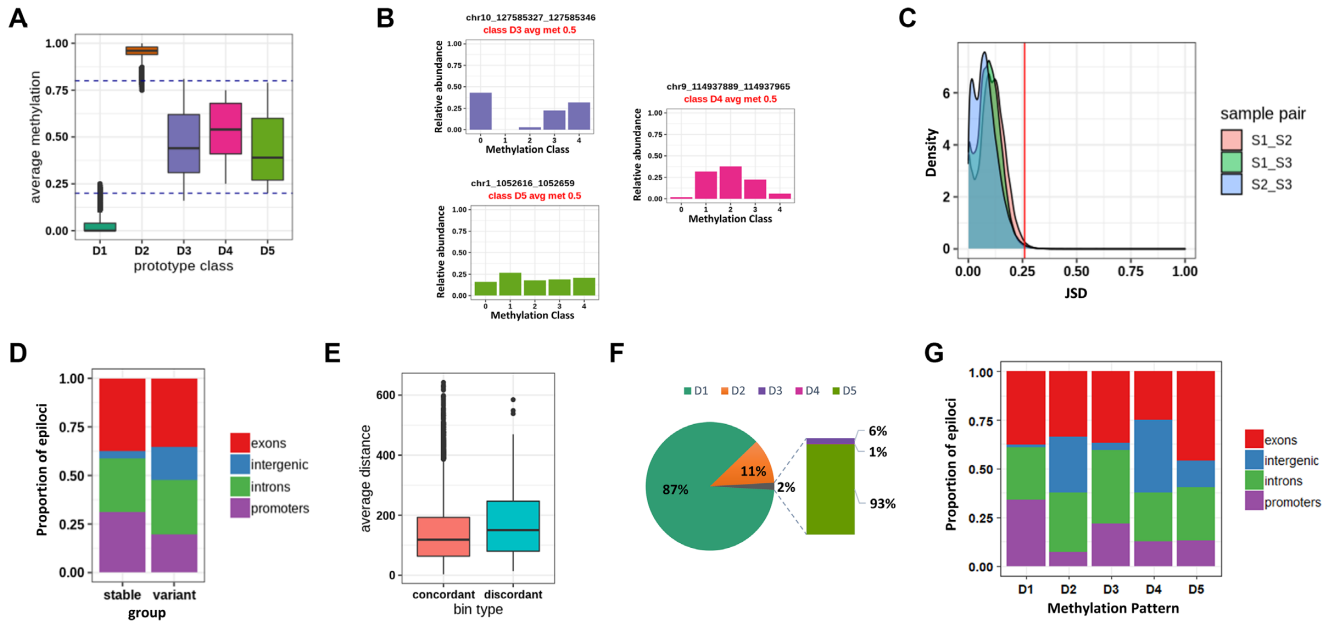 A
1.00
0.75
0.50
0.25
0.00
average methylation
D1 D2 D3 D4 D5
prototype class
B
chr10_127585327_127585346
class D3 avg met 0.5
1.00
0.75
0.50
0.25
0.00
Relative abundance
0 1 2 3 4
Methylation Class
chr9_114937889_114937965
class D4 avg met 0.5
1.00
0.75
0.50
0.25
0.00
Relative abundance
0 1 2 3 4
Methylation Class
chr1_1052616_1052659
class D5 avg met 0.5
1.00
0.75
0.50
0.25
0.00
Relative abundance
0 1 2 3 4
Methylation Class
C
6
4
2
0
Density
0.00 0.25 0.50 0.75 1.00
JSD
sample pair
S1_S2
S1_S3
S2_S3
D
1.00
0.75
0.50
0.25
0.00
Proportion of epiloci
stable variant
group
exons
intergenic
introns
promoters
E
600
400
200
0
average distance
concordant discordant
bin type
F
D1 D2 D3 D4 D5
87%
11%
2%
6%
1%
93%
G
1.00
0.75
0.50
0.25
0.00
Proportion of epiloci
D1 D2 D3 D4 D5
Methylation Pattern
exons
intergenic
introns
promoters